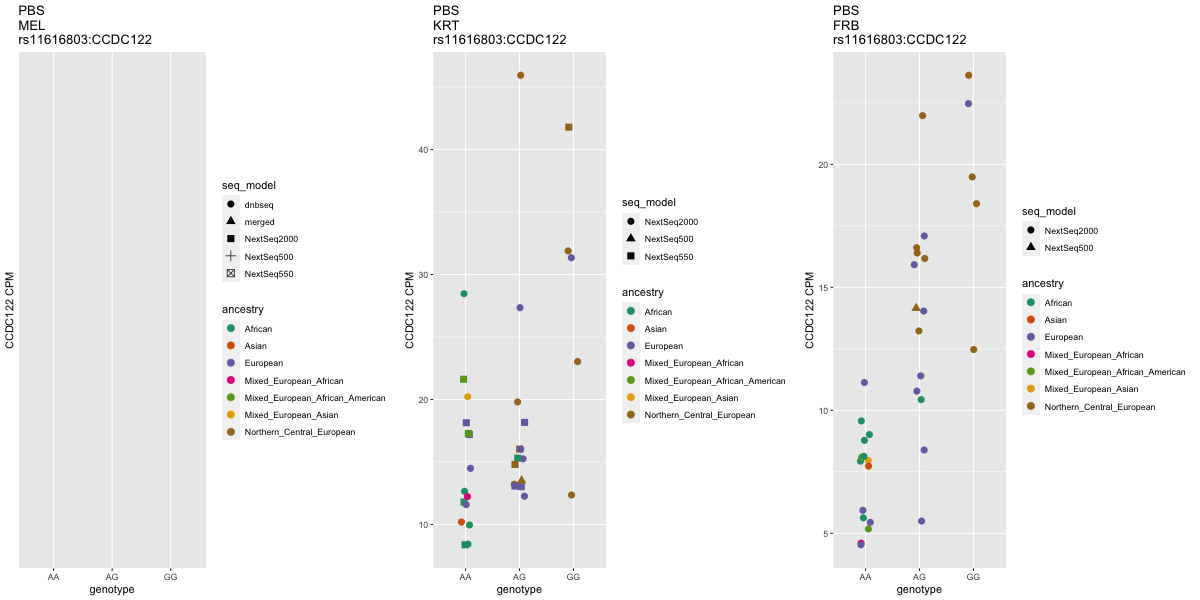 PBS
MEL
rs11616803:CCDC122
CCDC122 CPM
AA
AG
GG
genotype
seq_model
dnbseq
merged
NextSeq2000
NextSeq500
NextSeq550
ancestry
African
Asian
European
Mixed_European_African
Mixed_European_African_American
Mixed_European_Asian
Northern_Central_European
PBS
KRT
rs11616803:CCDC122
CCDC122 CPM
40
30
20
10
AA
AG
GG
genotype
seq_model
NextSeq2000
NextSeq500
NextSeq550
ancestry
African
Asian
European
Mixed_European_African
Mixed_European_African_American
Mixed_European_Asian
Northern_Central_European
PBS
FRB
rs11616803:CCDC122
CCDC122 CPM
20
15
10
5
AA
AG
GG
genotype
seq_model
NextSeq2000
NextSeq500
ancestry
African
Asian
European
Mixed_European_African
Mixed_European_African_American
Mixed_European_Asian
Northern_Central_European